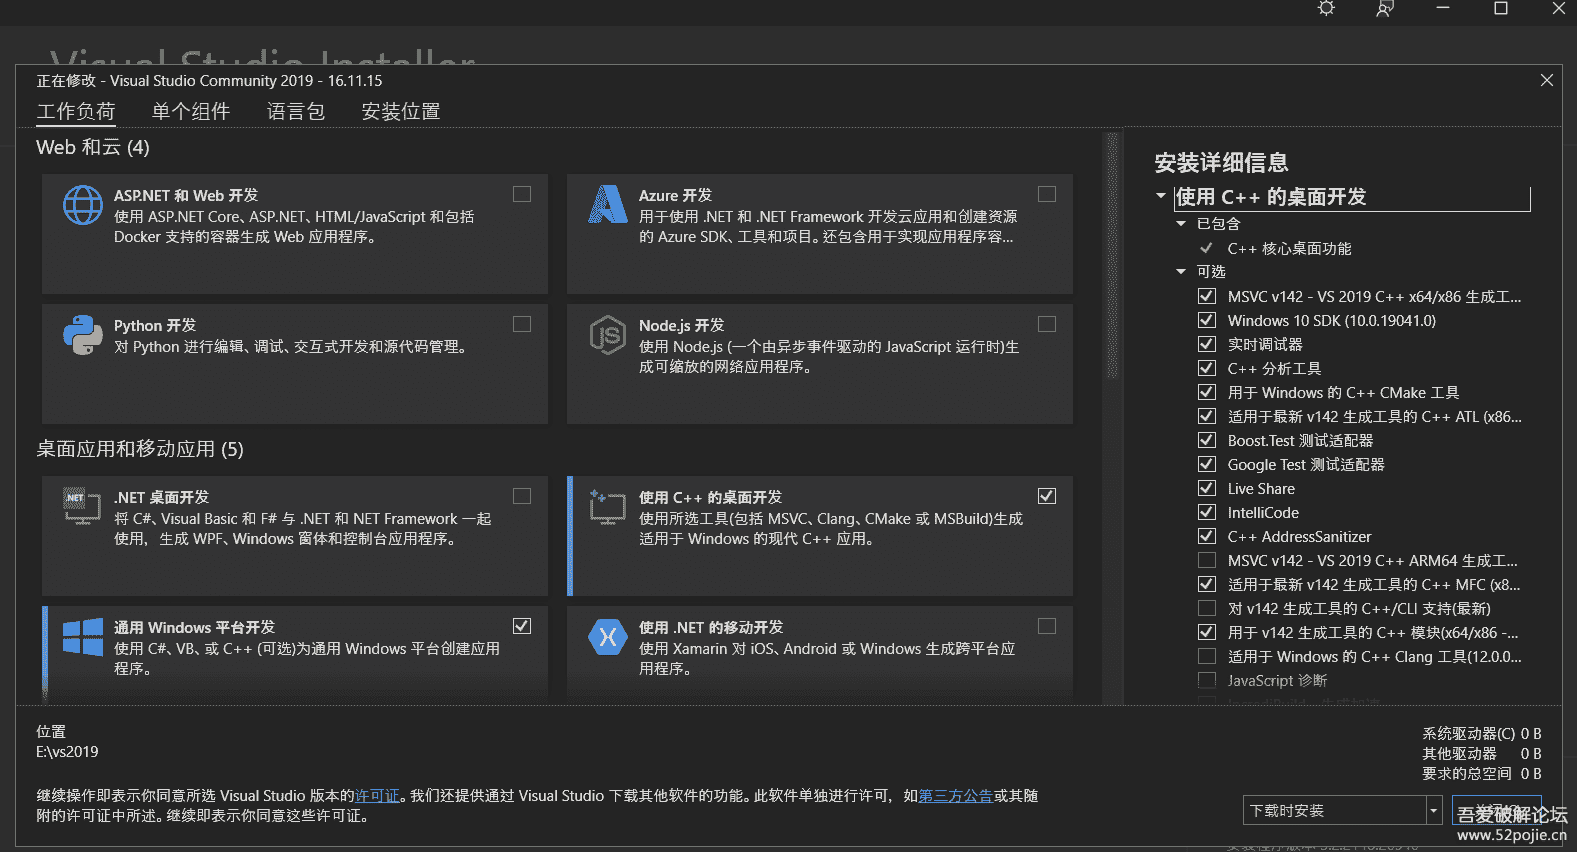 Visual Studio Installer
正在修改 - Visual Studio Community 2019 - 16.11.15
工作负荷 单个组件 语言包 安装位置
Web 和云 (4)
ASP.NET 和 Web 开发
使用 ASP.NET Core、ASP.NET、HTML/JavaScript 和包括
Docker 支持的容器生成 Web 应用程序。
Azure 开发
用于使用 .NET 和 .NET Framework 开发云应用和创建资源
的 Azure SDK、工具和项目。还包含用于实现应用程序容...
Python 开发
对 Python 进行编辑、调试、交互式开发和源代码管理。
Node.js 开发
使用 Node.js (一个由异步事件驱动的 JavaScript 运行时)生
成可缩放的网络应用程序。
桌面应用和移动应用 (5)
.NET 桌面开发
将 C#、Visual Basic 和 F# 与 .NET 和 NET Framework 一起
使用，生成 WPF、Windows 窗体和控制台应用程序。
使用 C++ 的桌面开发
使用所选工具(包括 MSVC、Clang、CMake 或 MSBuild)生成
适用于 Windows 的现代 C++ 应用。
通用 Windows 平台开发
使用 C#、VB、或 C++ (可选)为通用 Windows 平台创建应用
程序。
使用 .NET 的移动开发
使用 Xamarin 对 iOS、Android 或 Windows 生成跨平台应
用程序。
安装详细信息
使用 C++ 的桌面开发
已包含
C++ 核心桌面功能
可选
MSVC v142 - VS 2019 C++ x64/x86 生成工...
Windows 10 SDK (10.0.19041.0)
实时调试器
C++ 分析工具
用于 Windows 的 C++ CMake 工具
适用于最新 v142 生成工具的 C++ ATL (x86...
Boost.Test 测试适配器
Google Test 测试适配器
Live Share
IntelliCode
C++ AddressSanitizer
MSVC v142 - VS 2019 C++ ARM64 生成工...
适用于最新 v142 生成工具的 C++ MFC (x8...
对 v142 生成工具的 C++/CLI 支持(最新)
用于 v142 生成工具的 C++ 模块(x64/x86 -...
适用于 Windows 的 C++ Clang 工具(12.0.0...
JavaScript 诊断
位置
E:\vs2019
继续操作即表示你同意所选 Visual Studio 版本的许可证。我们还提供通过 Visual Studio 下载其他软件的功能。此软件单独进行许可，如第三方公告或其随
附的许可证中所述。继续即表示你同意这些许可证。
系统驱动器(C) 0 B
其他驱动器 0 B
要求的总空间 0 B
下载时安装
吾爱破解论坛
www.52pojie.cn